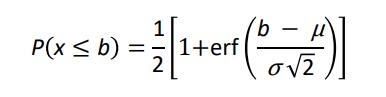 P(x ≤ b) = 1/2 [1+erf((b − μ)/(σ√2))]